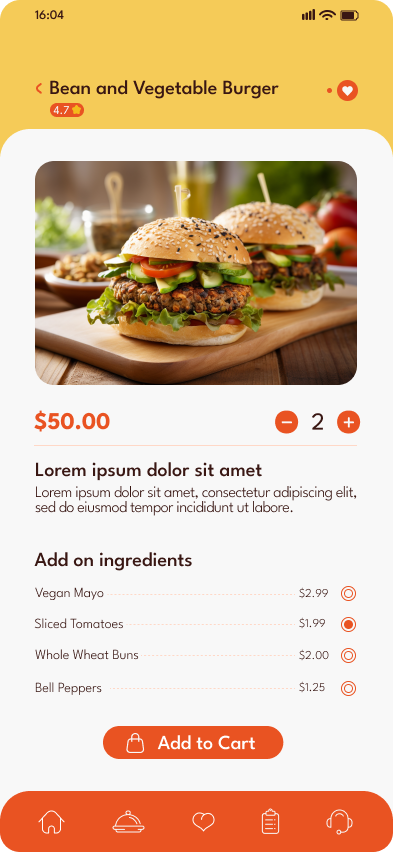 16:04
Bean and Vegetable Burger
4.7
$50.00
2
Lorem ipsum dolor sit amet
Lorem ipsum dolor sit amet, consectetur adipiscing elit,
sed do eiusmod tempor incididunt ut labore.
Add on ingredients
Vegan Mayo $2.99
Sliced Tomatoes $1.99
Whole Wheat Buns $2.00
Bell Peppers $1.25
Add to Cart